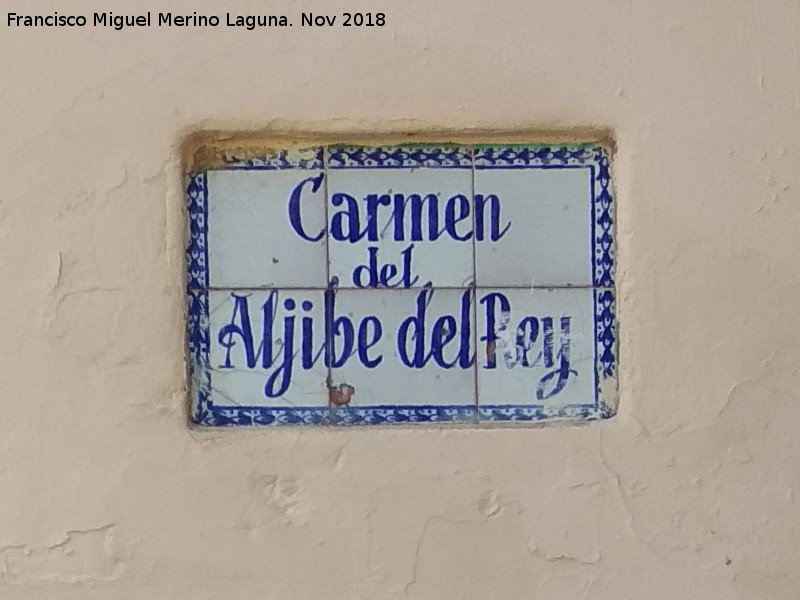 Francisco Miguel Merino Laguna. Nov 2018
Carmen
del
Aljibe del Rey